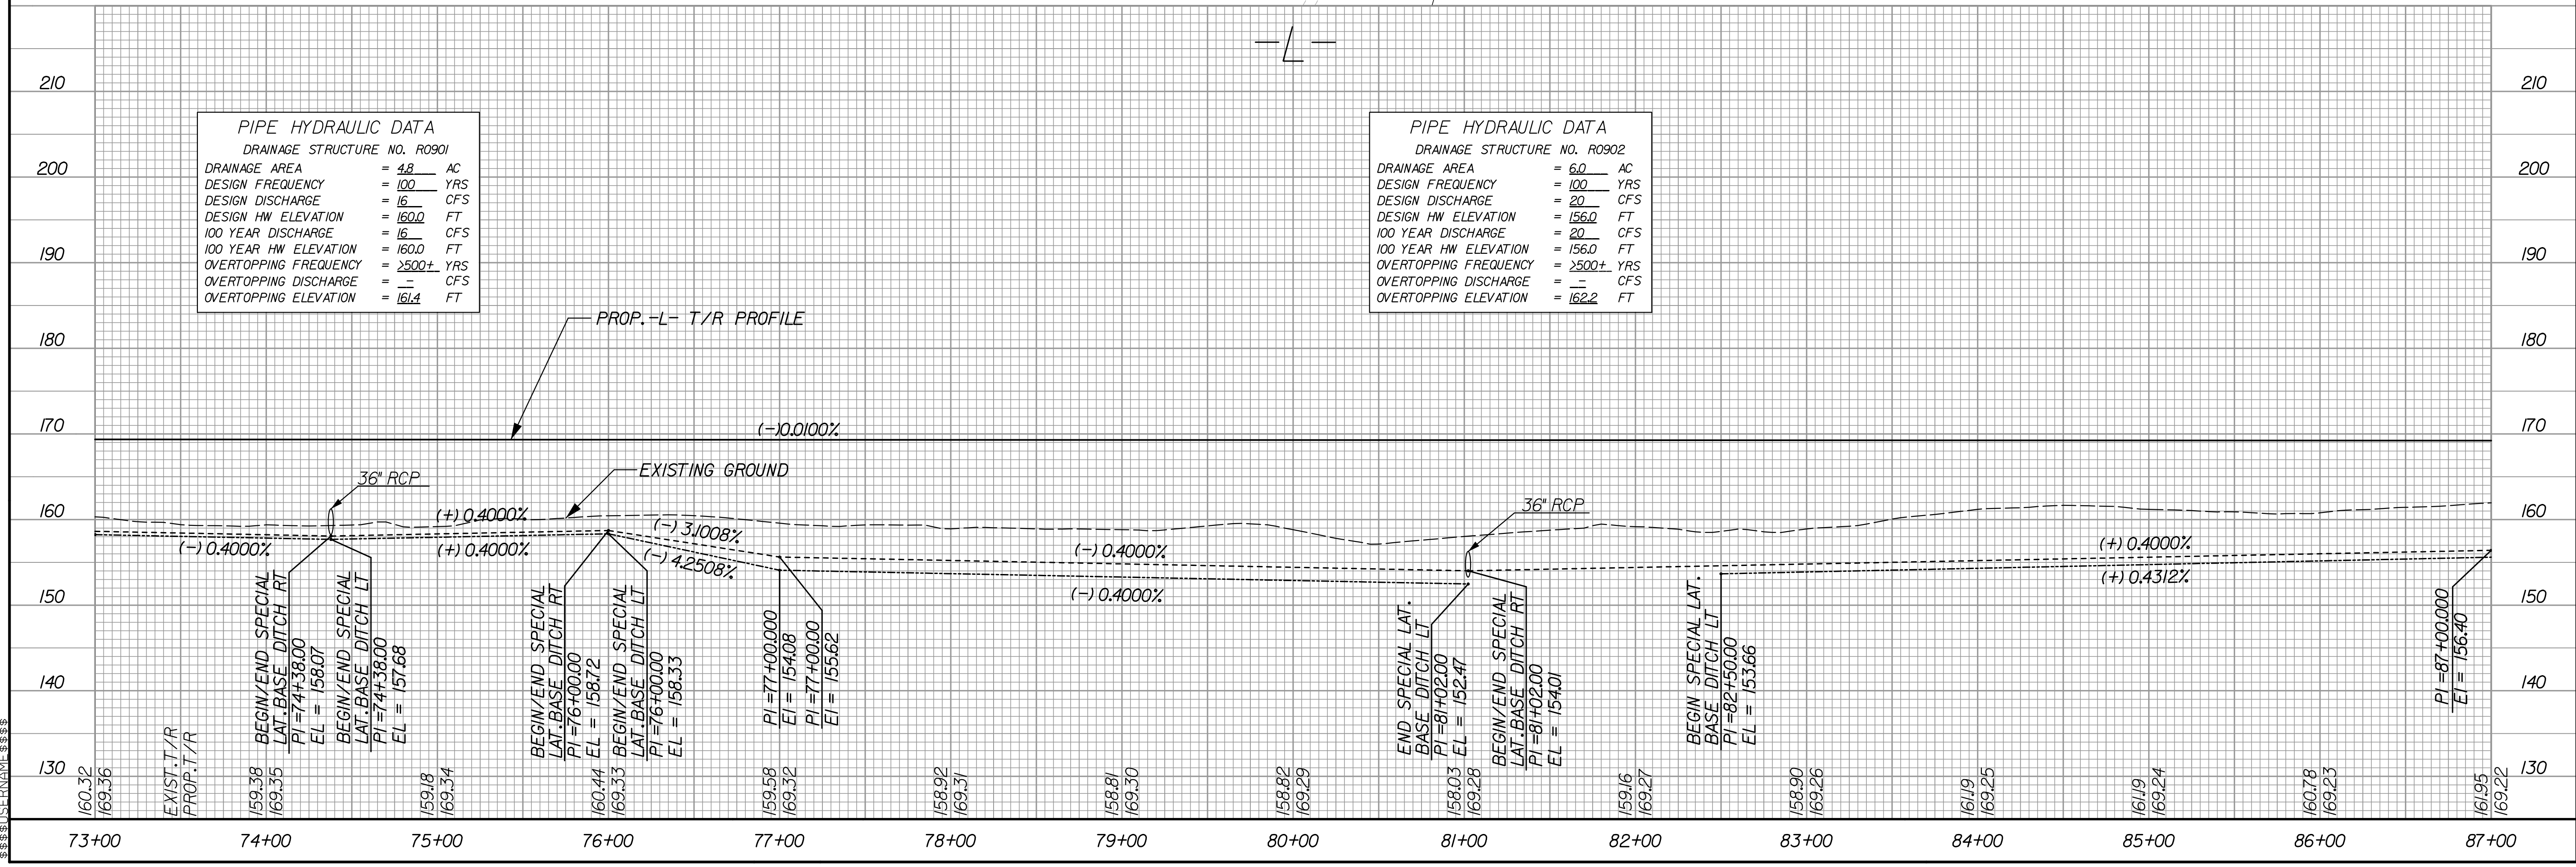 -L-
210
210
200
200
190
190
180
180
170
170
160
160
150
150
140
140
130
130
PIPE HYDRAULIC DATA
DRAINAGE STRUCTURE NO. R0901
DRAINAGE AREA = 4.8 AC
DESIGN FREQUENCY = 100 YRS
DESIGN DISCHARGE = 16 CFS
DESIGN HW ELEVATION = 160.0 FT
100 YEAR DISCHARGE = 16 CFS
100 YEAR HW ELEVATION = 160.0 FT
OVERTOPPING FREQUENCY = >500+ YRS
OVERTOPPING DISCHARGE = - CFS
OVERTOPPING ELEVATION = 161.4 FT
PIPE HYDRAULIC DATA
DRAINAGE STRUCTURE NO. R0902
DRAINAGE AREA = 6.0 AC
DESIGN FREQUENCY = 100 YRS
DESIGN DISCHARGE = 20 CFS
DESIGN HW ELEVATION = 156.0 FT
100 YEAR DISCHARGE = 20 CFS
100 YEAR HW ELEVATION = 156.0 FT
OVERTOPPING FREQUENCY = >500+ YRS
OVERTOPPING DISCHARGE = - CFS
OVERTOPPING ELEVATION = 162.2 FT
PROP.-L- T/R PROFILE
(-)0.0100%
EXISTING GROUND
36" RCP
36" RCP
(-) 0.4000%
(+) 0.4000%
(+) 0.4000%
(-) 3.1008%
(-) 4.2508%
(-) 0.4000%
(-) 0.4000%
(+) 0.4000%
(+) 0.4312%
BEGIN/END SPECIAL
LAT. BASE DITCH RT
PI =74+38.00
EL = 158.07
BEGIN/END SPECIAL
LAT. BASE DITCH LT
PI =74+38.00
EL = 157.68
BEGIN/END SPECIAL
LAT. BASE DITCH RT
PI =76+00.00
EL = 158.72
BEGIN/END SPECIAL
LAT. BASE DITCH LT
PI =76+00.00
EL = 158.33
PI =77+00.000
El = 154.08
PI =77+00.00
El = 155.62
END SPECIAL LAT.
BASE DITCH LT
PI =81+02.00
EL = 152.47
BEGIN/END SPECIAL
LAT. BASE DITCH RT
PI =81+02.00
EL = 154.01
BEGIN SPECIAL LAT.
BASE DITCH LT
PI =82+50.00
EL = 153.66
PI =87+00.000
El = 156.40
EXIST. T/R
PROP. T/R
160.32
169.36
159.38
169.35
159.18
169.34
160.44
169.33
159.58
169.32
158.92
169.31
158.81
169.30
158.82
169.29
158.03
169.28
159.16
169.27
158.90
169.26
161.19
169.25
161.19
169.24
160.78
169.23
161.95
169.22
73+00
74+00
75+00
76+00
77+00
78+00
79+00
80+00
81+00
82+00
83+00
84+00
85+00
86+00
87+00